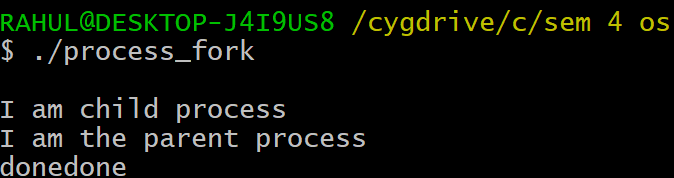 RAHUL@DESKTOP-J4I9US8 /cygdrive/c/sem 4 os
$ ./process_fork
I am child process
I am the parent process
donedone